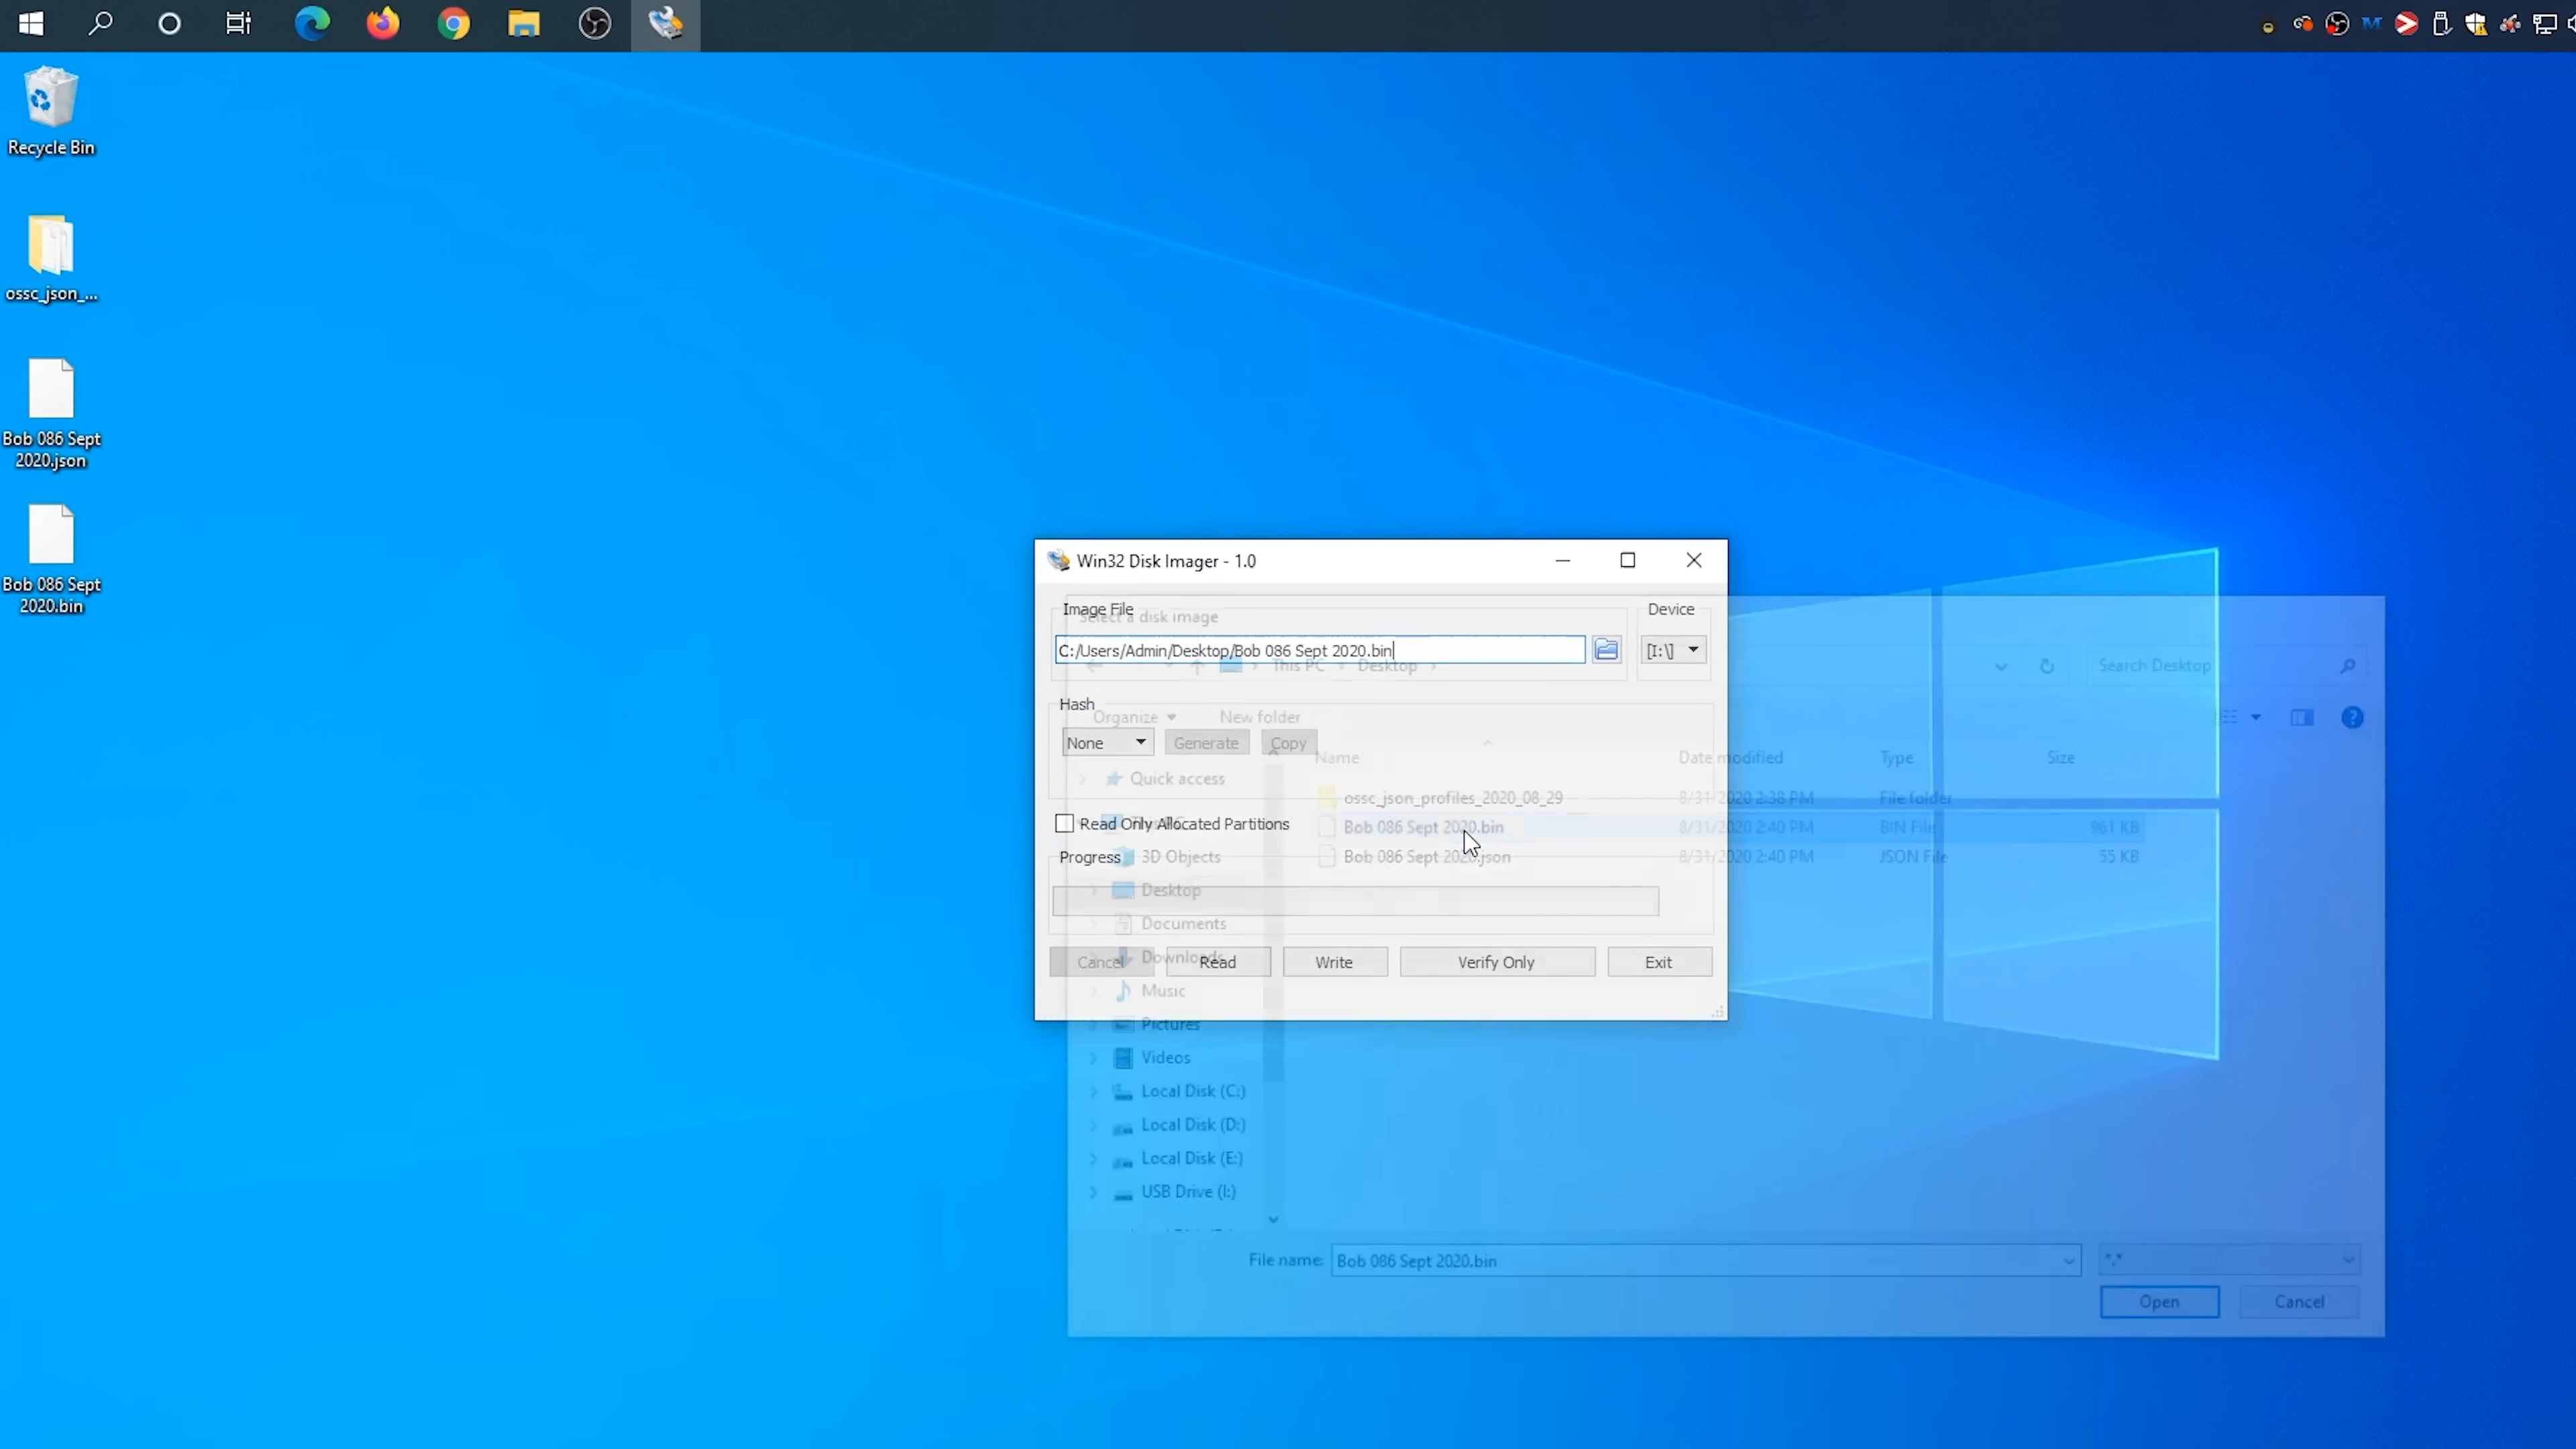 Recycle Bin
ossc_json_...
Bob 086 Sept
2020.json
Bob 086 Sept
2020.bin
Win32 Disk Imager - 1.0
Image File
Device
Select a disk image
C:/Users/Admin/Desktop/Bob 086 Sept 2020.bin
[I:\]
This PC
Desktop
Search Desktop
Hash
Organize
New folder
None
Generate
Copy
Name
Date modified
Type
Size
Quick access
ossc_json_profiles_2020_08_29
8/31/2020 2:38 PM
File folder
Read Only Allocated Partitions
This PC
Bob 086 Sept 2020.bin
8/31/2020 2:40 PM
BIN File
961 KB
Progress
3D Objects
Bob 086 Sept 2020.json
8/31/2020 2:40 PM
JSON File
55 KB
Desktop
Documents
Downloads
Cancel
Read
Write
Verify Only
Exit
Music
Pictures
Videos
Local Disk (C:)
Local Disk (D:)
Local Disk (E:)
USB Drive (I:)
File name:
Bob 086 Sept 2020.bin
*.*
Open
Cancel